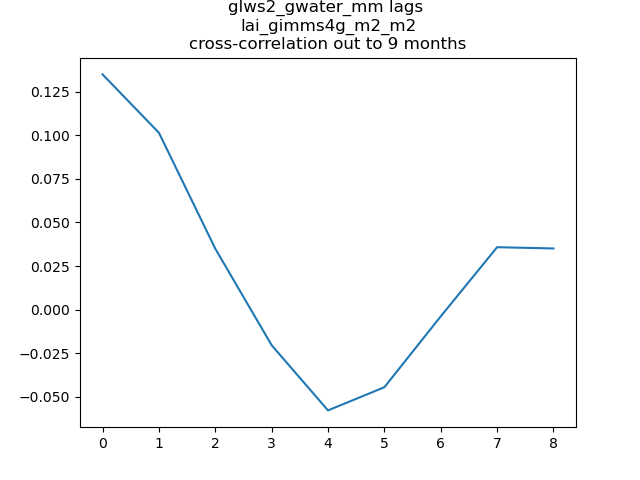 glws2_gwater_mm lags
lai_gimms4g_m2_m2
cross-correlation out to 9 months
0.125
0.100
0.075
0.050
0.025
0.000
−0.025
−0.050
0 1 2 3 4 5 6 7 8